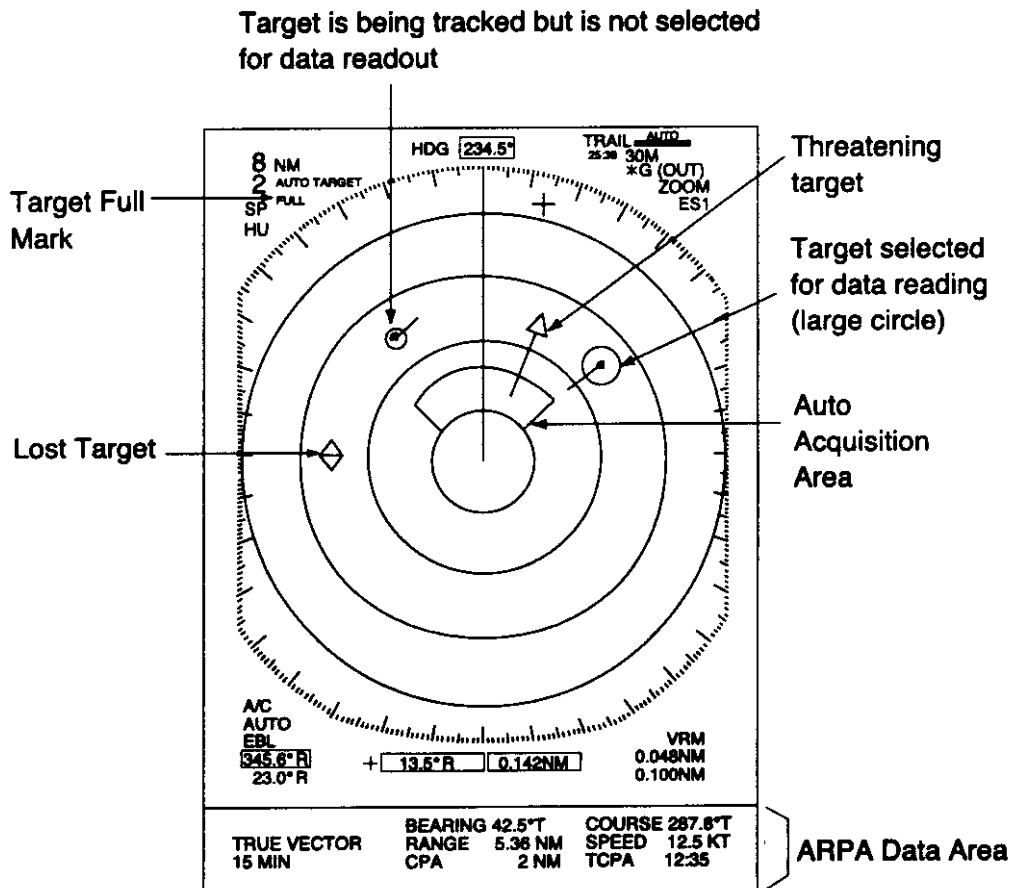 Target is being tracked but is not selected
for data readout
HDG 234.5°
TRAIL AUTO
25:36 30M
*G (OUT)
ZOOM
ES1
8 NM
2 AUTO TARGET
FULL
SP
HU
Target Full
Mark
Threatening
target
Target selected
for data reading
(large circle)
Auto
Acquisition
Area
Lost Target
A/C
AUTO
EBL
345.6° R
23.0° R
+ 13.5° R 0.142NM
VRM
0.048NM
0.100NM
TRUE VECTOR
15 MIN
BEARING 42.5°T
RANGE 5.36 NM
CPA 2 NM
COURSE 287.8°T
SPEED 12.5 KT
TCPA 12:35
ARPA Data Area